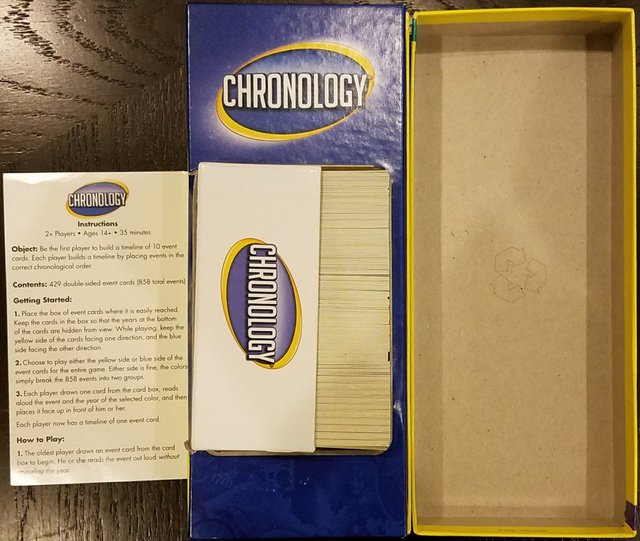 CHRONOLOGY
CHRONOLOGY
Instructions
2+ Players • Ages 14+ • 35 minutes
Object: Be the first player to build a timeline of 10 event
cards. Each player builds a timeline by placing events in the
correct chronological order.
Contents: 429 double-sided event cards (858 total events)
Getting Started:
1. Place the box of event cards where it is easily reached.
Keep the cards in the box so that the years at the bottom
of the cards are hidden from view. While playing, keep the
yellow side of the cards facing one direction, and the blue
side facing the other direction.
2. Choose to play either the yellow side or blue side of the
event cards for the entire game. Either side is fine, the colors
simply break the 858 events into two groups.
3. Each player draws one card from the card box, reads
aloud the event and the year of the selected color, and then
places it face up in front of him or her.
Each player now has a timeline of one event card.
How to Play:
1. The oldest player draws an event card from the card
box to begin. He or she reads the event out loud without
revealing the year.
CHRONOLOGY